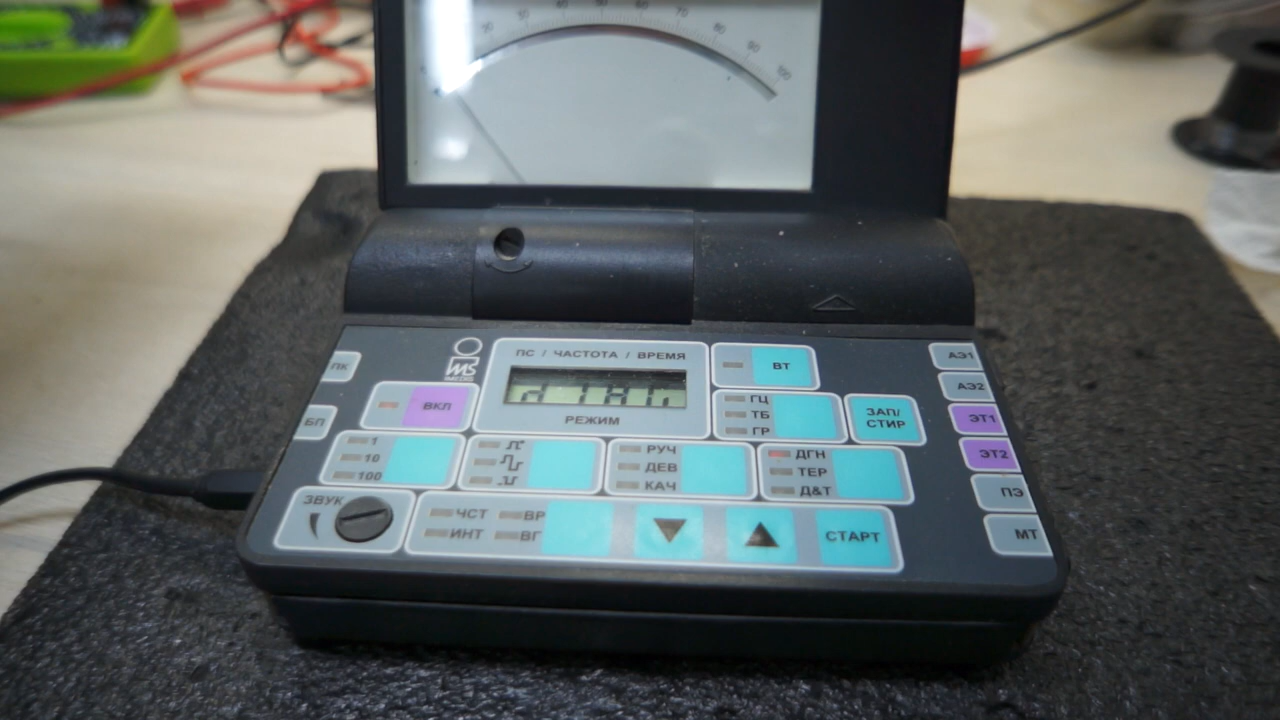 20 30 40 50 60 70 80 90 100
ПК
IMS
IMEDIS
ПС / ЧАСТОТА / ВРЕМЯ
РЕЖИМ
ВТ
АЭ1
БП
ВКЛ
ГЦ
ТБ
ГР
ЗАП/
СТИР
АЭ2
ЭТ1
1
10
100
РУЧ
ДЕВ
КАЧ
ДГН
ТЕР
Д&Т
ЭТ2
ПЭ
ЗВУК
ЧСТ ВР
ИНТ ВГ
▼ ▲ СТАРТ
МТ